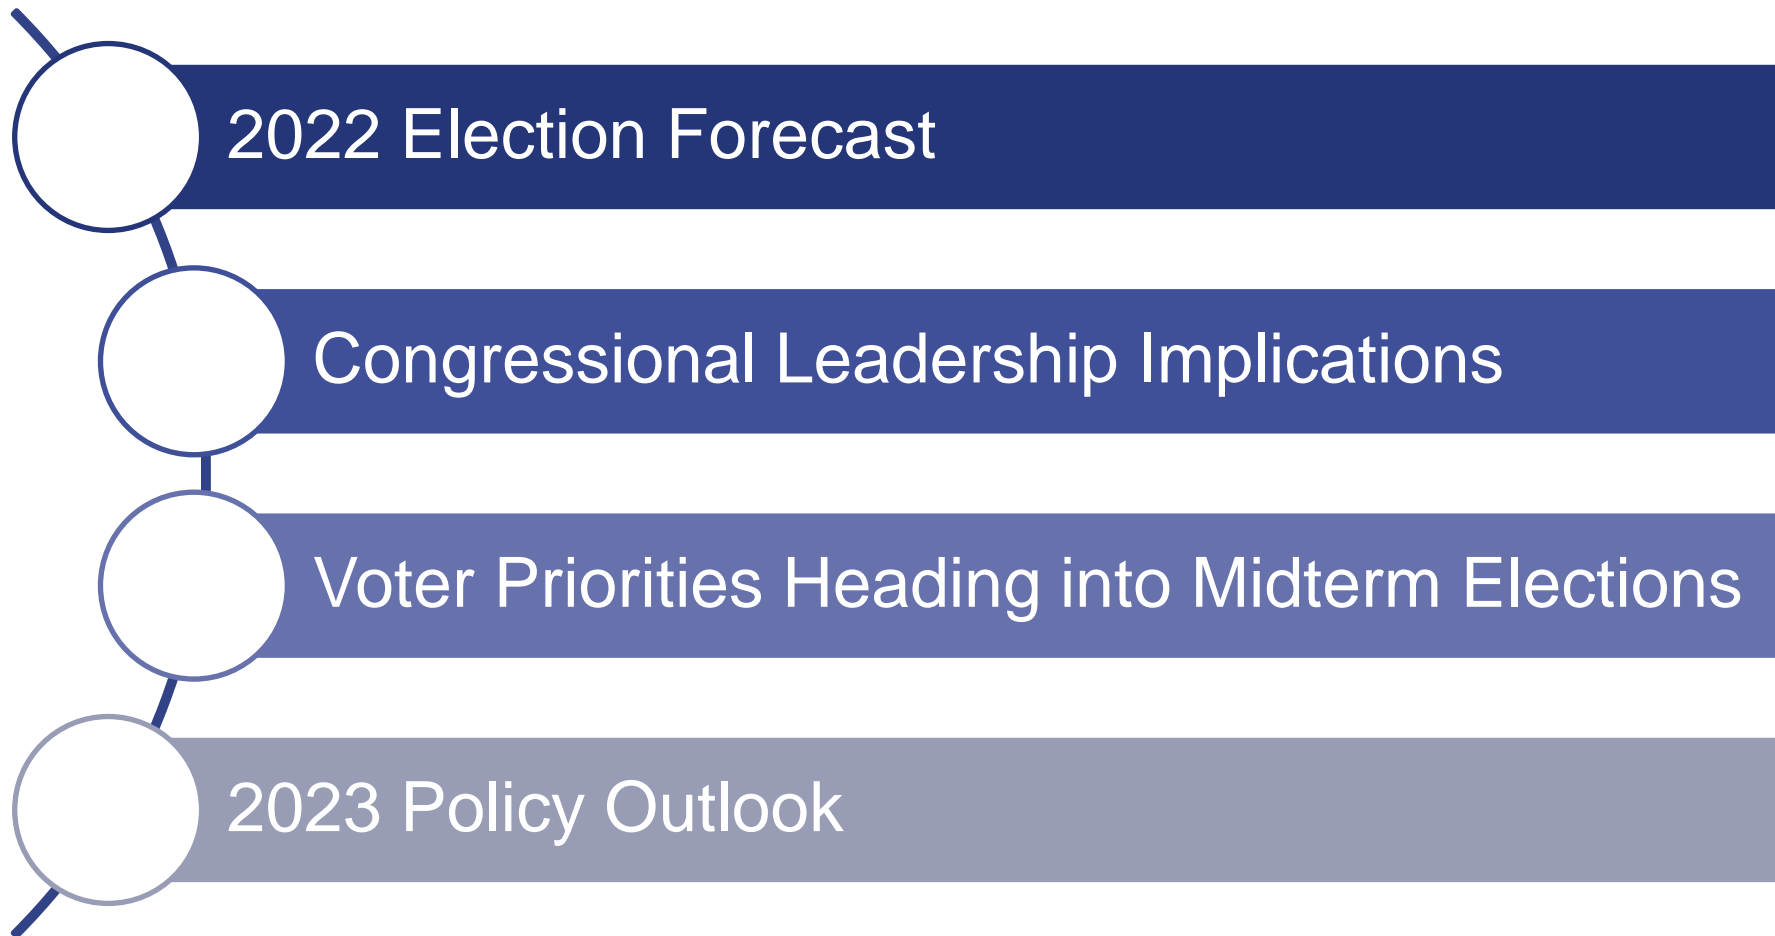 2022 Election Forecast
Congressional Leadership Implications
Voter Priorities Heading into Midterm Elections
2023 Policy Outlook